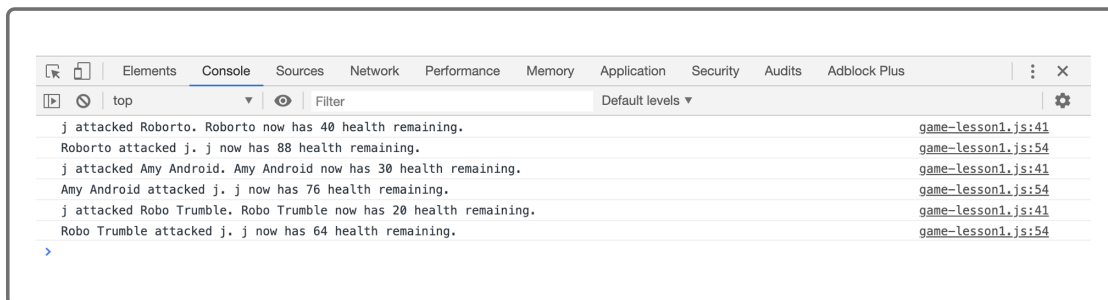 Elements Console Sources Network Performance Memory Application Security Audits Adblock Plus
top Filter Default levels
j attacked Roborto. Roborto now has 40 health remaining. game-lesson1.js:41
Roborto attacked j. j now has 88 health remaining. game-lesson1.js:54
j attacked Amy Android. Amy Android now has 30 health remaining. game-lesson1.js:41
Amy Android attacked j. j now has 76 health remaining. game-lesson1.js:54
j attacked Robo Trumble. Robo Trumble now has 20 health remaining. game-lesson1.js:41
Robo Trumble attacked j. j now has 64 health remaining. game-lesson1.js:54